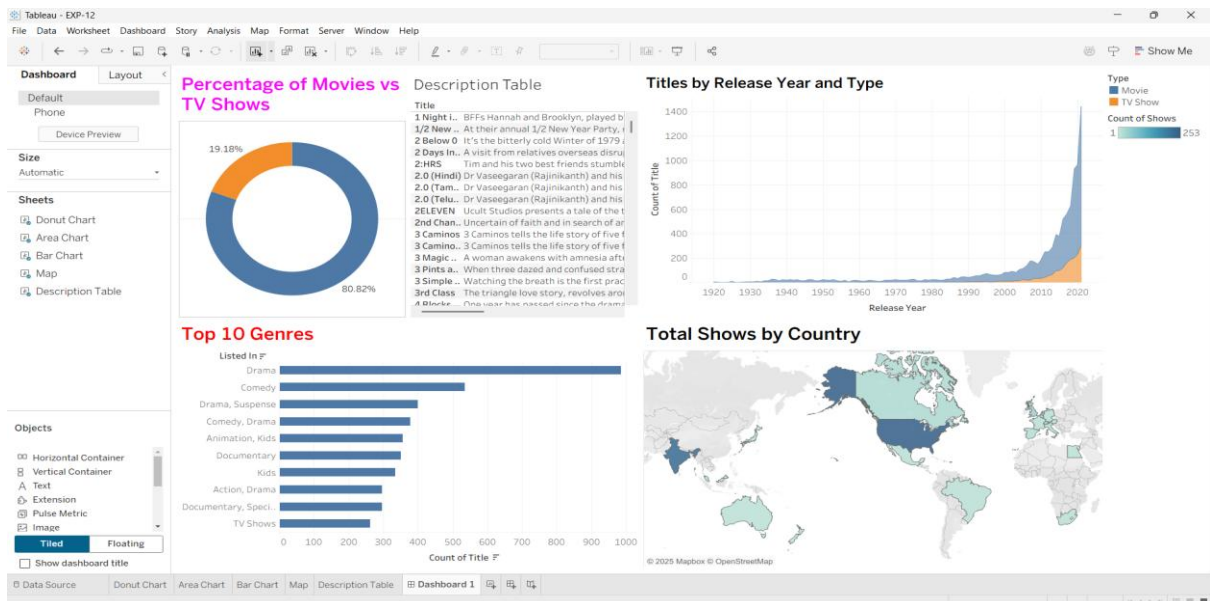 Tableau - EXP-12
File Data Worksheet Dashboard Story Analysis Map Format Server Window Help
Show Me
Dashboard Layout
Default
Phone
Device Preview
Size
Automatic
Sheets
Donut Chart
Area Chart
Bar Chart
Map
Description Table
Objects
Horizontal Container
Vertical Container
Text
Extension
Pulse Metric
Image
Tiled Floating
Show dashboard title
Percentage of Movies vs
TV Shows
19.18%
80.82%
Description Table
Title
1 Night i.. BFFs Hannah and Brooklyn, played b
1/2 New .. At their annual 1/2 New Year Party,
2 Below 0 It's the bitterly cold Winter of 1979
2 Days In.. A visit from relatives overseas disru
2:HRS Tim and his two best friends stumble
2.0 (Hindi) Dr Vaseegaran (Rajinikanth) and his
2.0 (Tam.. Dr Vaseegaran (Rajinikanth) and his
2.0 (Telu.. Dr Vaseegaran (Rajinikanth) and his
2ELEVEN Ucult Studios presents a tale of the t
2nd Chan.. Uncertain of faith and in search of
3 Caminos 3 Caminos tells the life story of five f
3 Camino.. 3 Caminos tells the life story of five f
3 Magic .. A woman awakens with amnesia
3 Pints a.. When three dazed and confused stra
3 Simple .. Watching the breath is the first prac
3rd Class The triangle love story, revolves
4 Blocks One year has passed since the
Titles by Release Year and Type
Count of Title
1400
1200
1000
800
600
400
200
0
1920 1930 1940 1950 1960 1970 1980 1990 2000 2010 2020
Release Year
Type
Movie
TV Show
Count of Shows
1 253
Top 10 Genres
Listed In
Drama
Comedy
Drama, Suspense
Comedy, Drama
Animation, Kids
Documentary
Kids
Action, Drama
Documentary, Speci..
TV Shows
0 100 200 300 400 500 600 700 800 900 1000
Count of Title
Total Shows by Country
© 2025 Mapbox © OpenStreetMap
Data Source Donut Chart Area Chart Bar Chart Map Description Table Dashboard 1